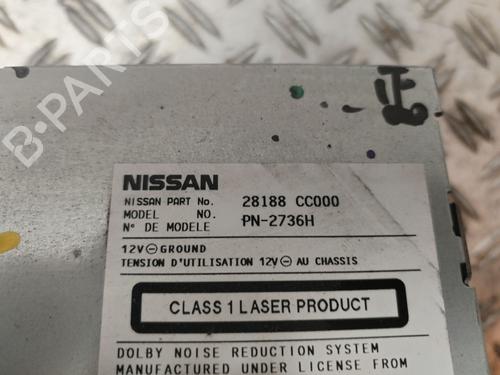 B-PARTS
NISSAN
NISSAN PART No. 28188 CC000
MODEL NO. PN-2736H
N° DE MODELE
12V⊖GROUND
TENSION D'UTILISATION 12V⊖ AU CHASSIS
CLASS 1 LASER PRODUCT
DOLBY NOISE REDUCTION SYSTEM
MANUFACTURED UNDER LICENSE FROM